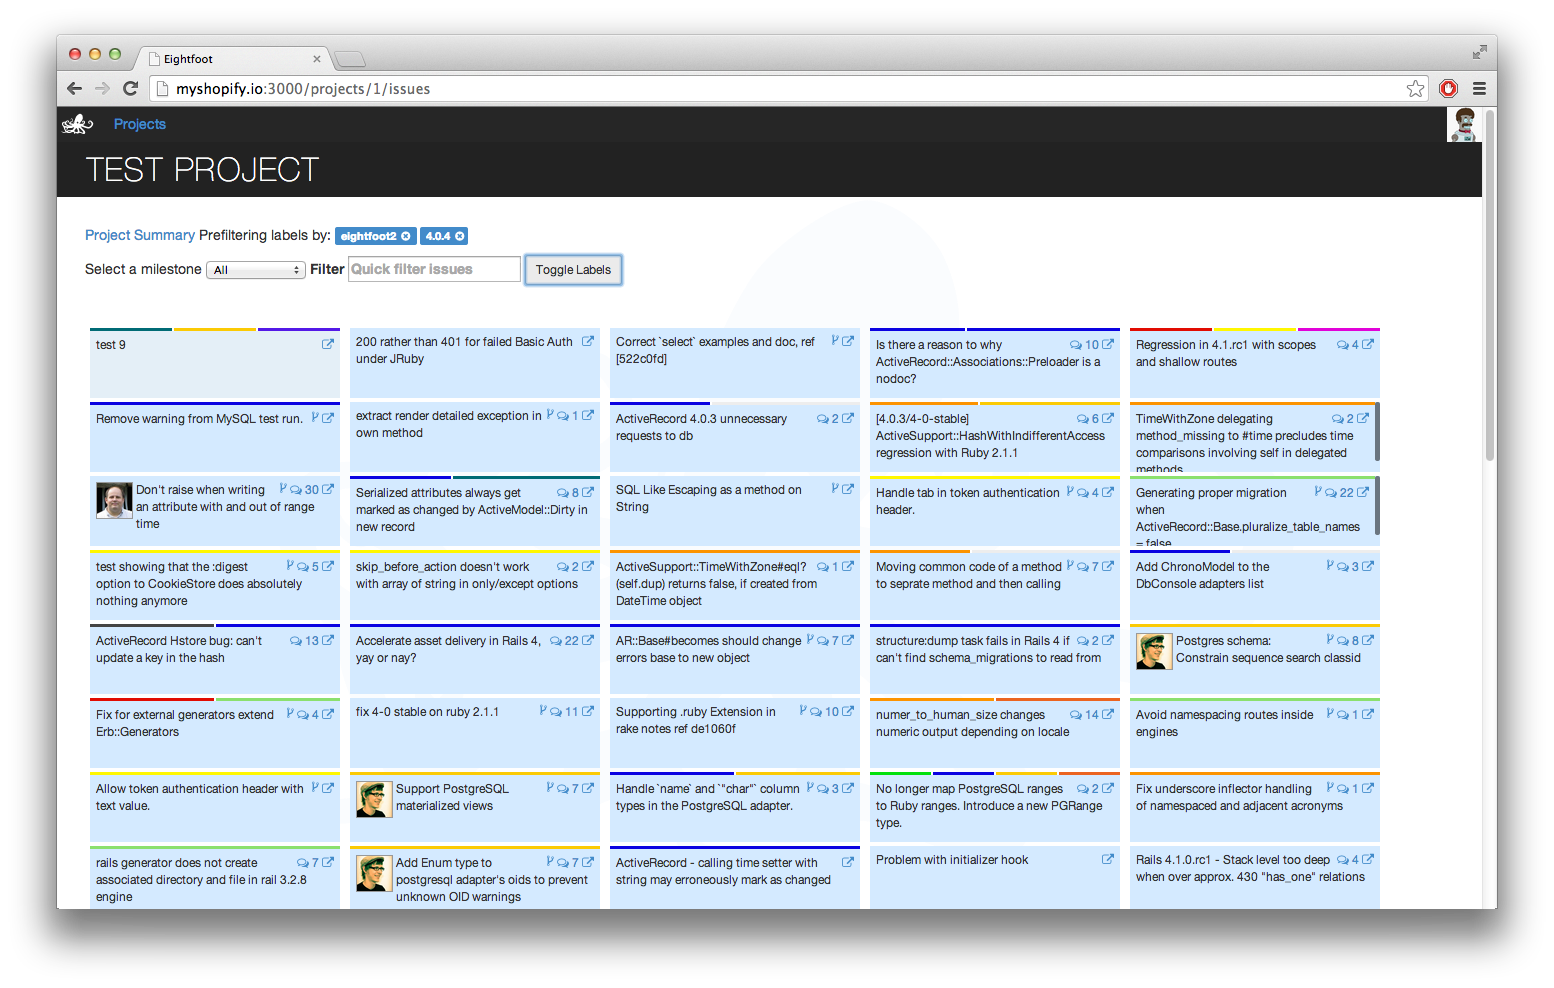 Eightfoot
myshopify.io:3000/projects/1/issues
Projects
TEST PROJECT
Project Summary Prefiltering labels by: eightfoot2 4.0.4
Select a milestone All Filter Quick filter issues Toggle Labels
test 9
200 rather than 401 for failed Basic Auth
under JRuby
Correct `select` examples and doc, ref
[522c0fd]
Is there a reason to why 10
ActiveRecord::Associations::Preloader is a
nodoc?
Regression in 4.1.rc1 with scopes 4
and shallow routes
Remove warning from MySQL test run.
extract render detailed exception in 1
own method
ActiveRecord 4.0.3 unnecessary 2
requests to db
[4.0.3/4-0-stable] 6
ActiveSupport::HashWithIndifferentAccess
regression with Ruby 2.1.1
TimeWithZone delegating 2
method_missing to #time precludes time
comparisons involving self in delegated
methods
Don't raise when writing 30
an attribute with and out of range
time
Serialized attributes always get 8
marked as changed by ActiveModel::Dirty in
new record
SQL Like Escaping as a method on
String
Handle tab in token authentication 4
header.
Generating proper migration 22
when
ActiveRecord::Base.pluralize_table_names
= false
test showing that the :digest 5
option to CookieStore does absolutely
nothing anymore
skip_before_action doesn't work 2
with array of string in only/except options
ActiveSupport::TimeWithZone#eql? 1
(self.dup) returns false, if created from
DateTime object
Moving common code of a method 7
to seprate method and then calling
Add ChronoModel to the 3
DbConsole adapters list
ActiveRecord Hstore bug: can't 13
update a key in the hash
Accelerate asset delivery in Rails 4, 22
yay or nay?
AR::Base#becomes should change 7
errors base to new object
structure:dump task fails in Rails 4 if 2
can't find schema_migrations to read from
Postgres schema: 8
Constrain sequence search classid
Fix for external generators extend 4
Erb::Generators
fix 4-0 stable on ruby 2.1.1 11
Supporting .ruby Extension in 10
rake notes ref de1060f
numer_to_human_size changes 14
numeric output depending on locale
Avoid namespacing routes inside 1
engines
Allow token authentication header with
text value.
Support PostgreSQL 7
materialized views
Handle `name` and `"char"` column 3
types in the PostgreSQL adapter.
No longer map PostgreSQL ranges 2
to Ruby ranges. Introduce a new PGRange
type.
Fix underscore inflector handling 1
of namespaced and adjacent acronyms
rails generator does not create 7
associated directory and file in rail 3.2.8
engine
Add Enum type to 7
postgresql adapter's oids to prevent
unknown OID warnings
ActiveRecord - calling time setter with
string may erroneously mark as changed
Problem with initializer hook
Rails 4.1.0.rc1 - Stack level too deep 4
when over approx. 430 "has_one" relations